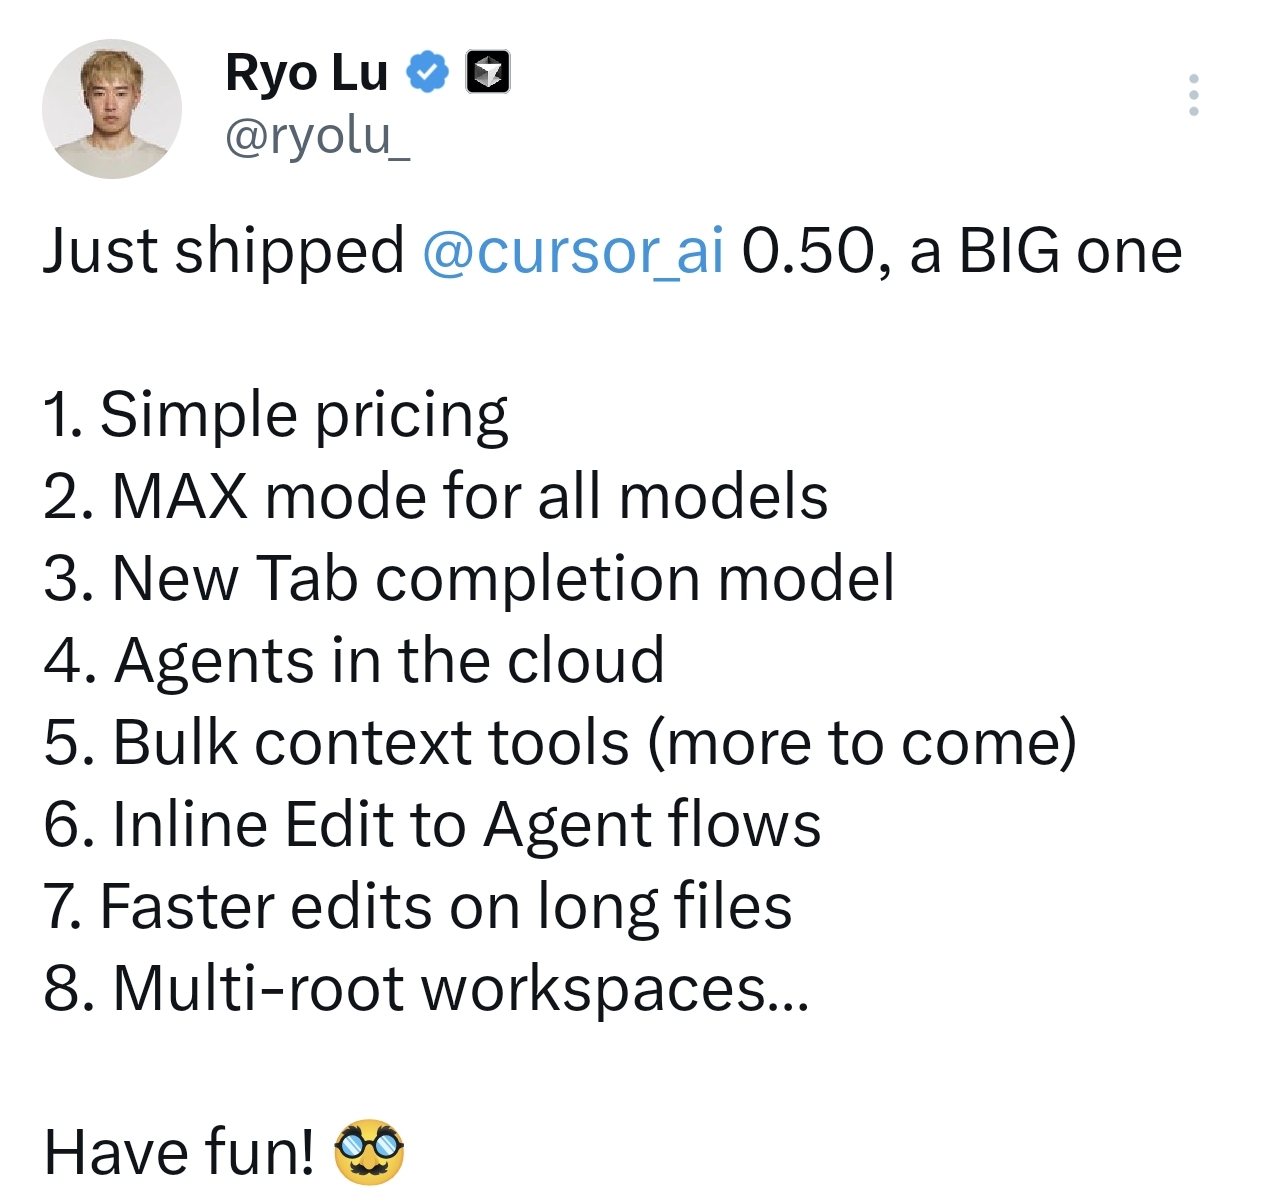 Ryo Lu
@ryolu_
Just shipped @cursor_ai 0.50, a BIG one
1. Simple pricing
2. MAX mode for all models
3. New Tab completion model
4. Agents in the cloud
5. Bulk context tools (more to come)
6. Inline Edit to Agent flows
7. Faster edits on long files
8. Multi-root workspaces...
Have fun! 🥸